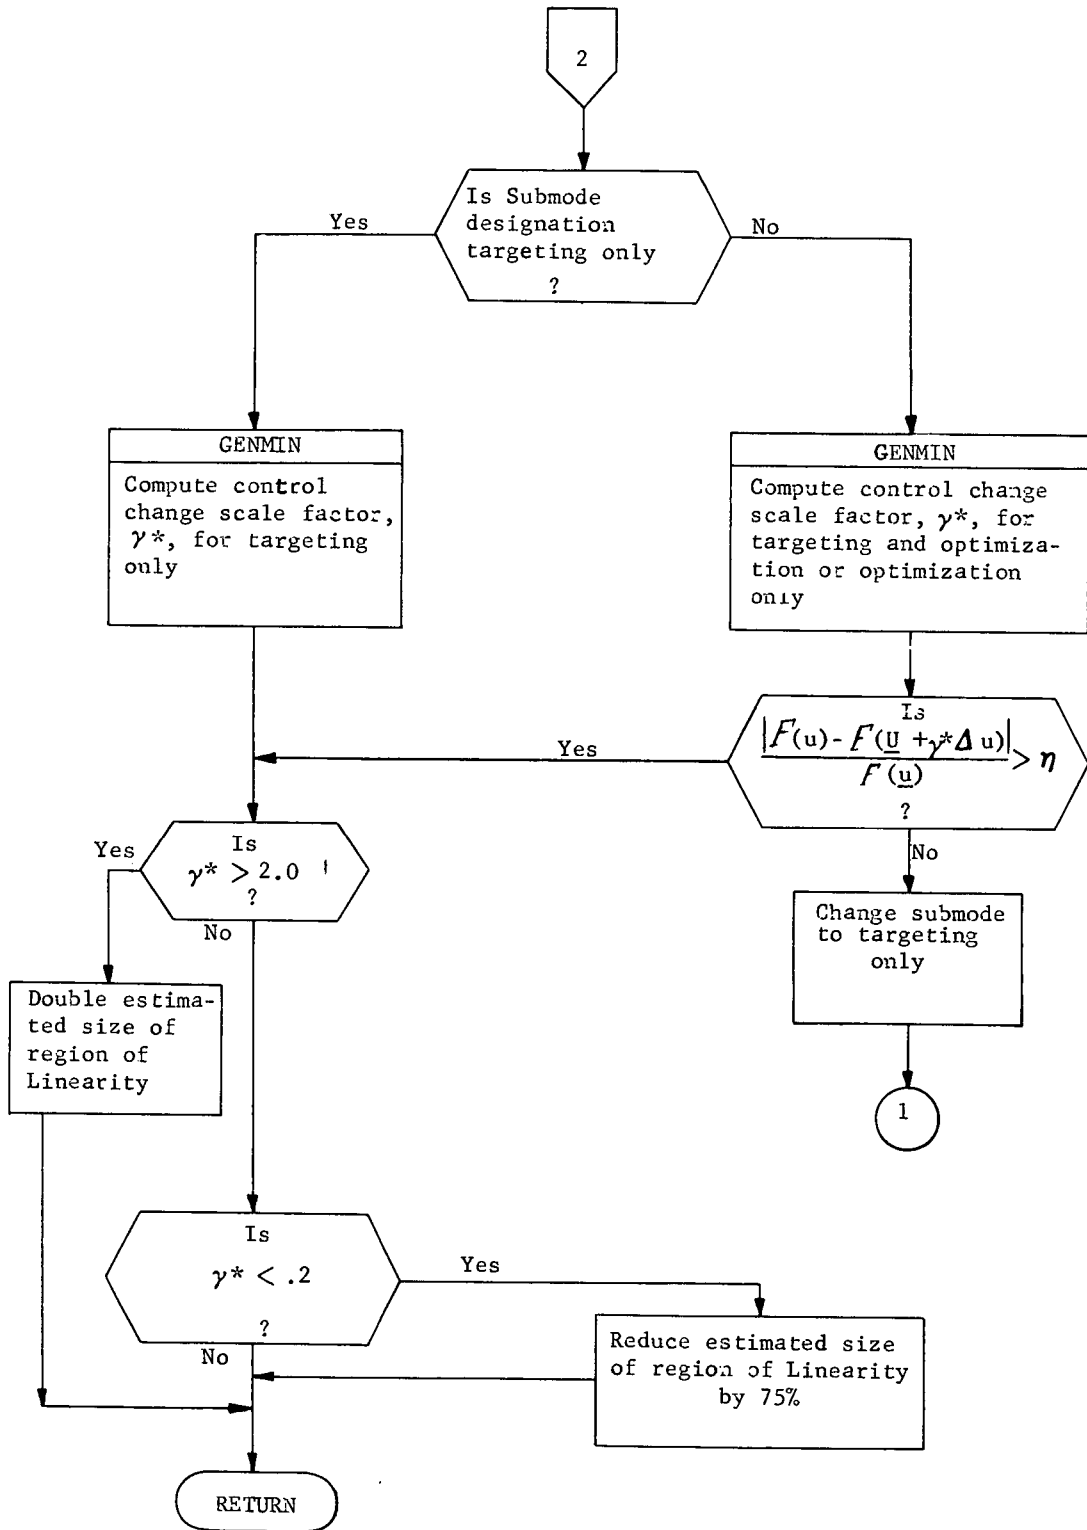 2
Is Submode
designation
targeting only
?
Yes
No
GENMIN
Compute control
change scale factor,
γ*, for targeting
only
GENMIN
Compute control change
scale factor, γ*, for
targeting and optimiza-
tion or optimization
only
Is
|F(u) - F(U + γ*Δu)|
F(u)
> η
?
Yes
No
Change submode
to targeting
only
1
Is
γ* > 2.0
?
Yes
No
Double estima-
ted size of
region of
Linearity
Is
γ* < .2
?
Yes
No
Reduce estimated size
of region of Linearity
by 75%
RETURN